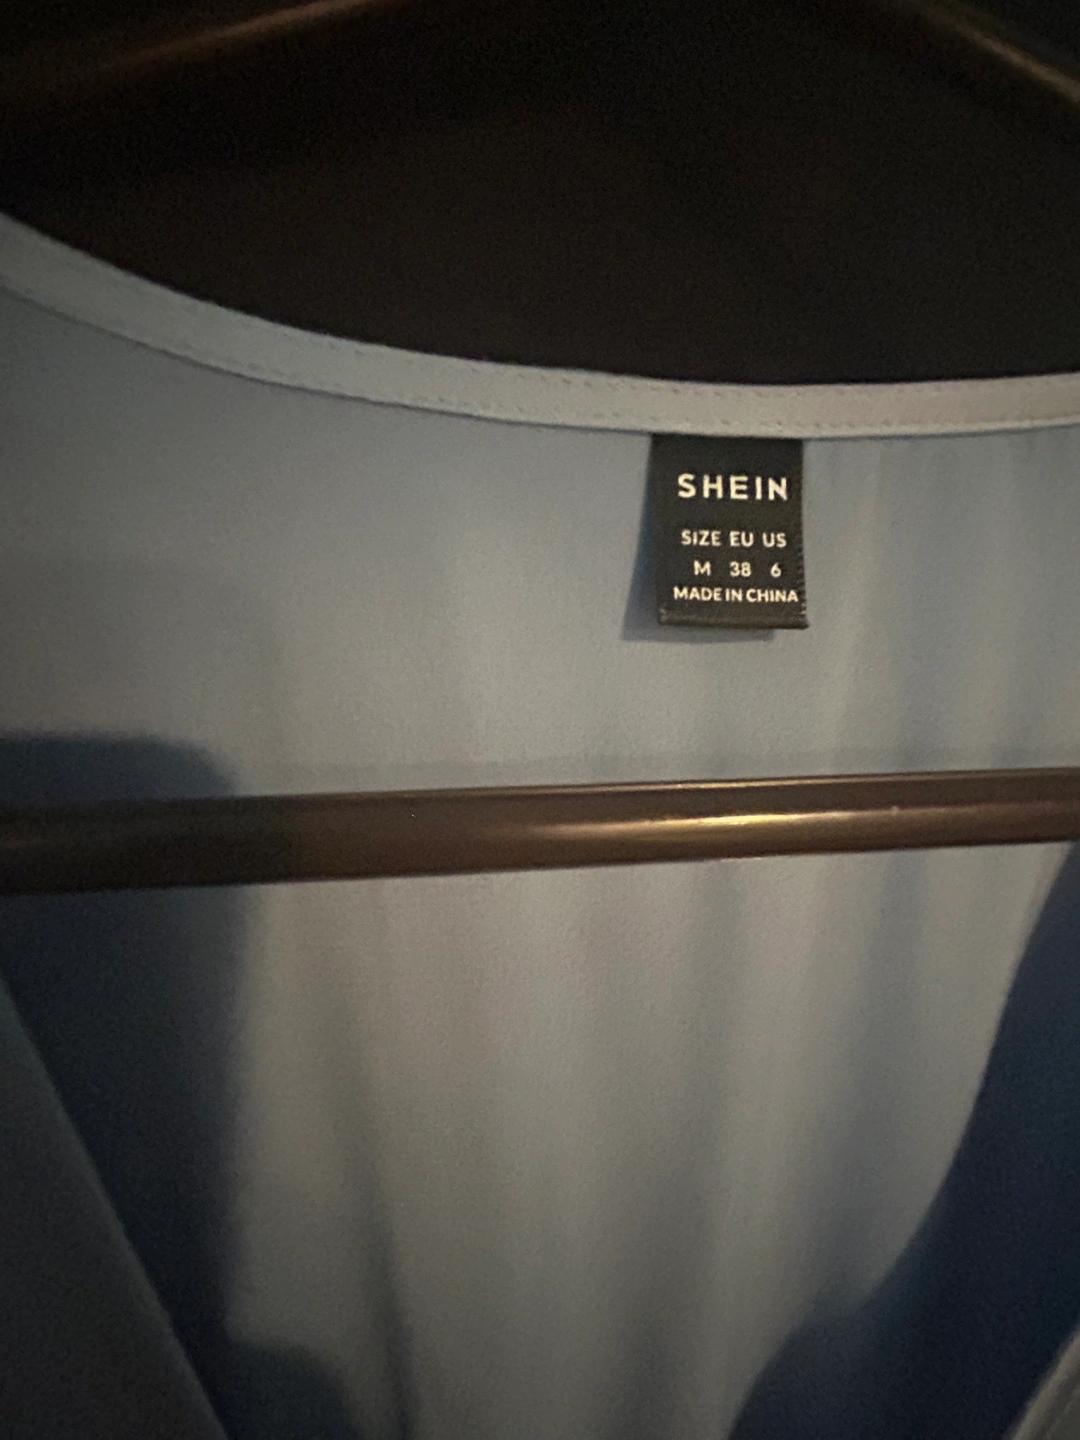 SHEIN
SIZE EU US
M 38 6
MADE IN CHINA